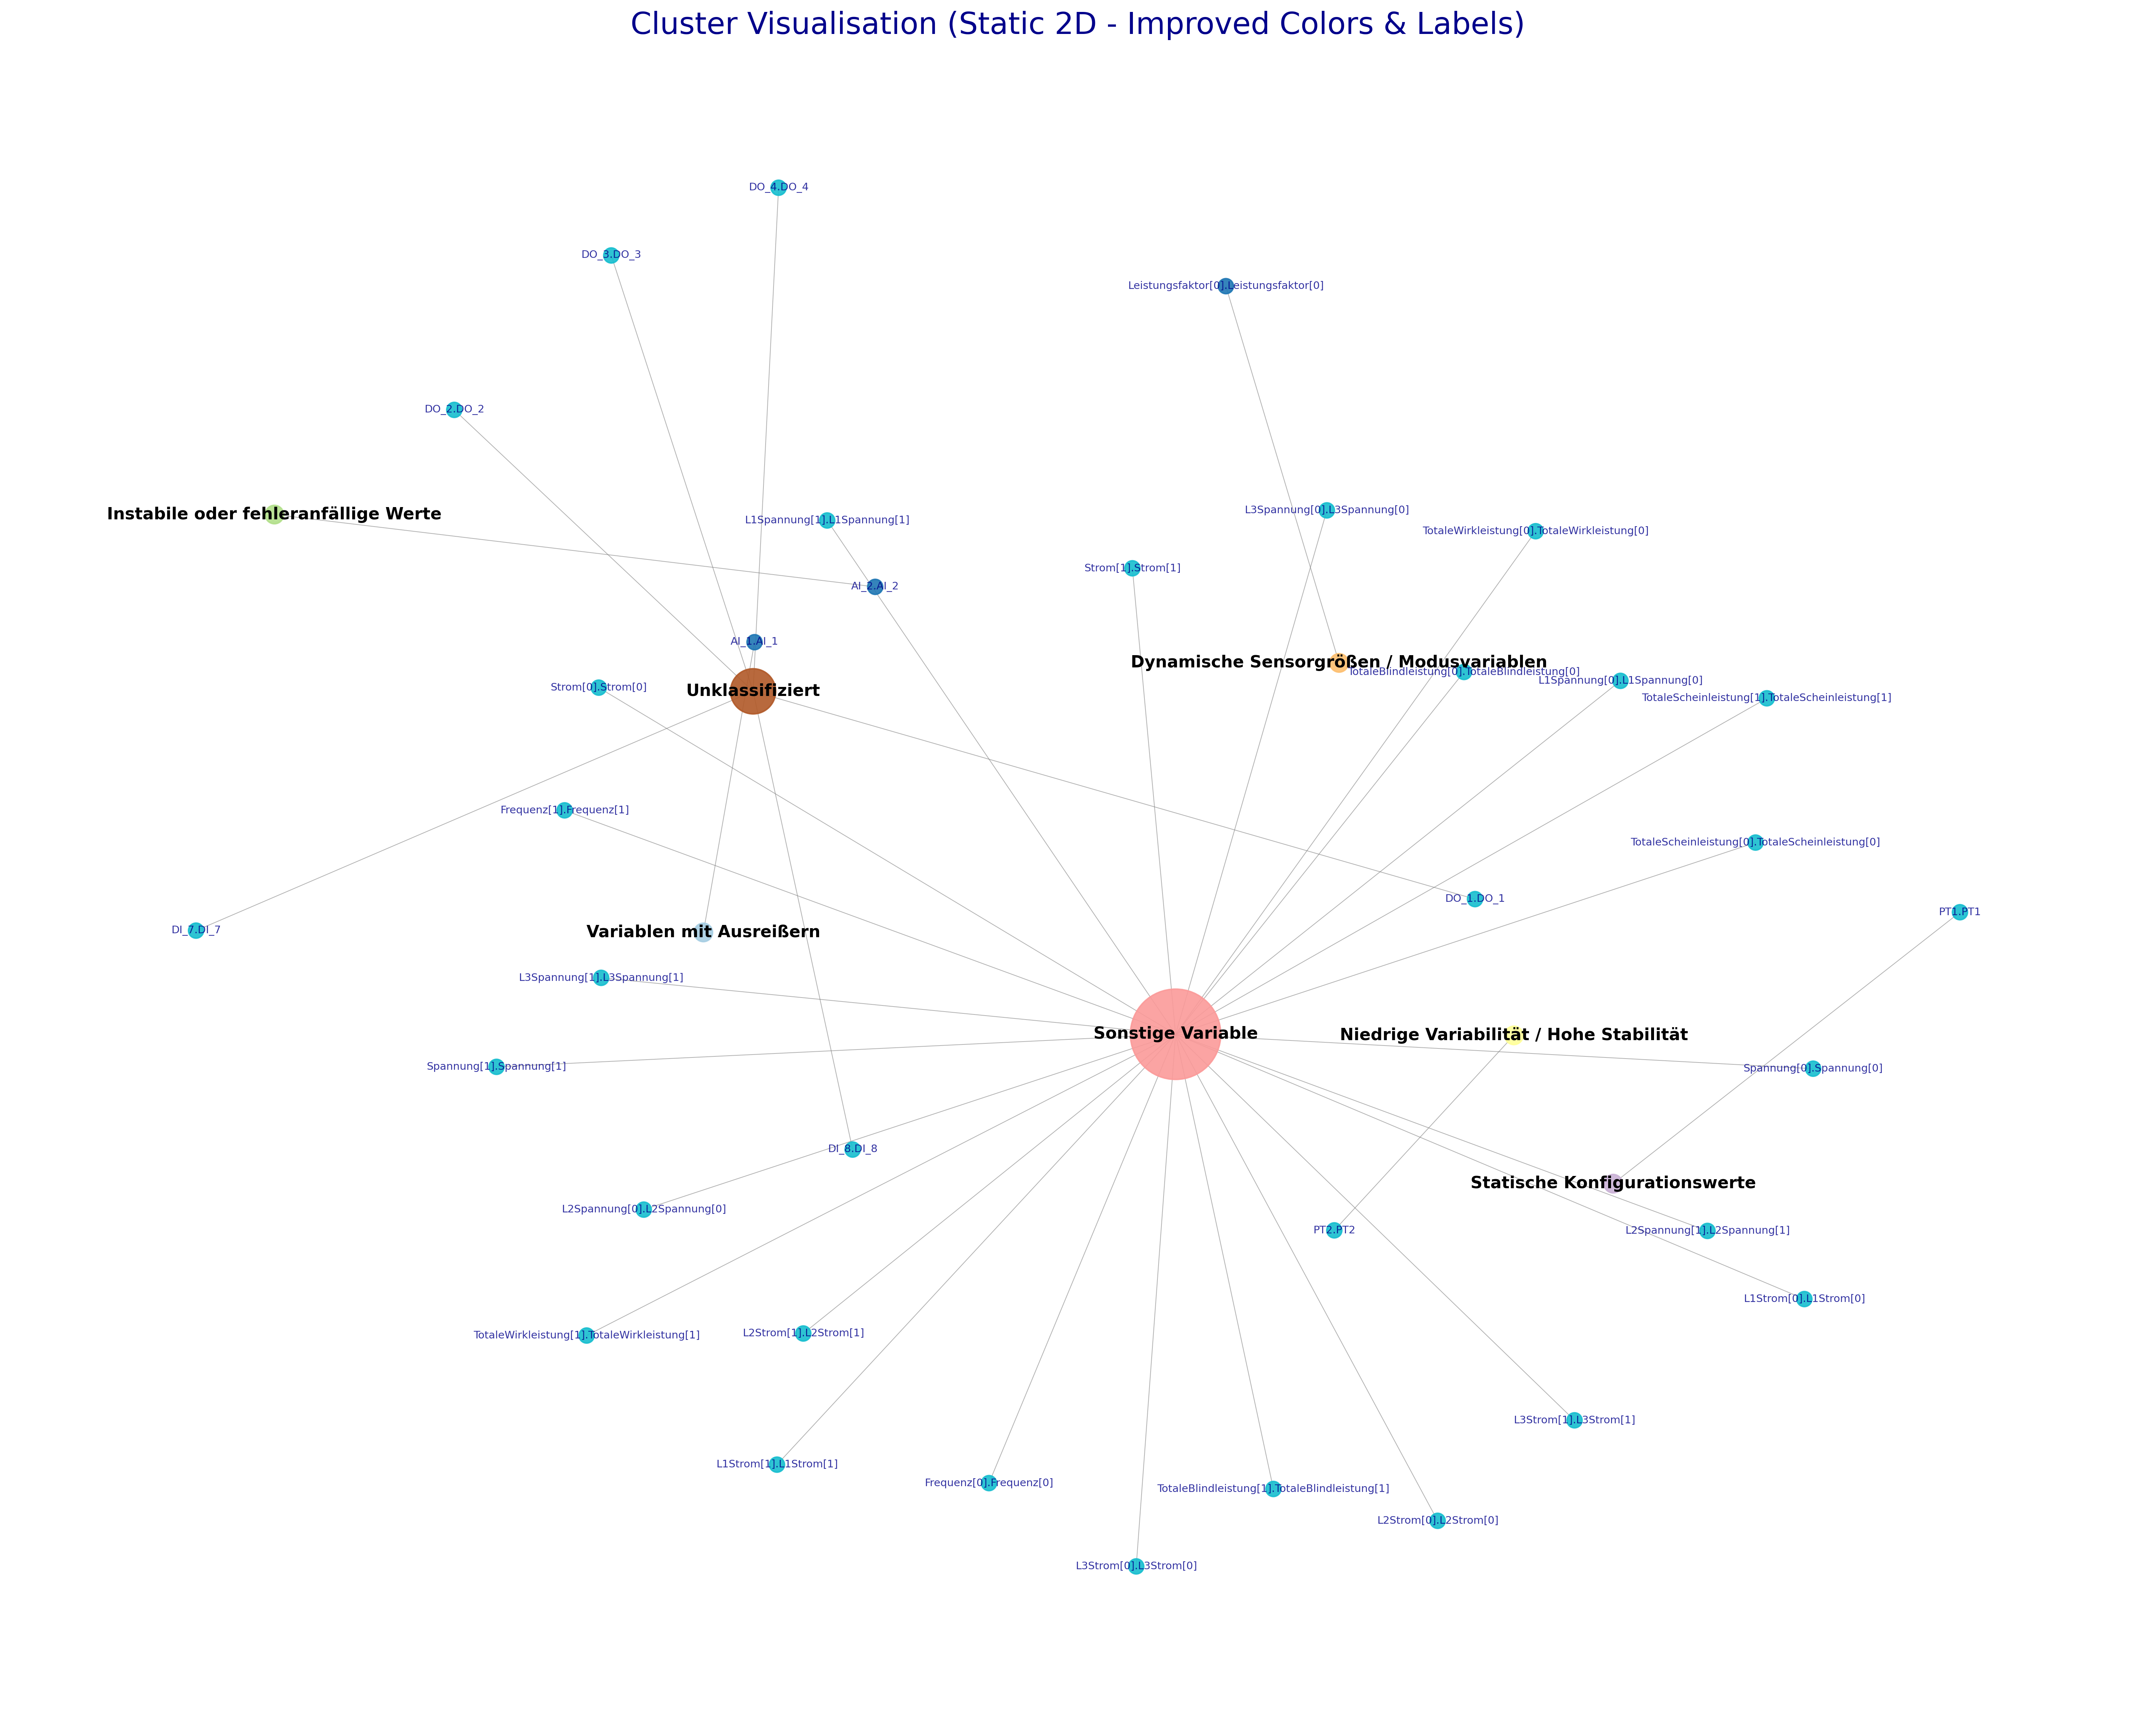 Cluster Visualisation (Static 2D - Improved Colors & Labels)
DO_4.DO_4
DO_3.DO_3
Leistungsfaktor[0].Leistungsfaktor[0]
DO_2.DO_2
L3Spannung[0].L3Spannung[0]
Instabile oder fehleranfällige Werte
L1Spannung[1].L1Spannung[1]
TotaleWirkleistung[0].TotaleWirkleistung[0]
Strom[1].Strom[1]
AI_2.AI_2
AI_1.AI_1
Dynamische Sensorgrößen / Modusvariablen
TotaleBlindleistung[0].TotaleBlindleistung[0]
L1Spannung[0].L1Spannung[0]
Strom[0].Strom[0]
Unklassifiziert
TotaleScheinleistung[1].TotaleScheinleistung[1]
Frequenz[1].Frequenz[1]
TotaleScheinleistung[0].TotaleScheinleistung[0]
DO_1.DO_1
PT1.PT1
DI_7.DI_7
Variablen mit Ausreißern
L3Spannung[1].L3Spannung[1]
Sonstige Variable
Niedrige Variabilität / Hohe Stabilität
Spannung[1].Spannung[1]
Spannung[0].Spannung[0]
DI_8.DI_8
Statische Konfigurationswerte
L2Spannung[0].L2Spannung[0]
PT2.PT2
L2Spannung[1].L2Spannung[1]
L1Strom[0].L1Strom[0]
TotaleWirkleistung[1].TotaleWirkleistung[1]
L2Strom[1].L2Strom[1]
L3Strom[1].L3Strom[1]
L1Strom[1].L1Strom[1]
Frequenz[0].Frequenz[0]
TotaleBlindleistung[1].TotaleBlindleistung[1]
L2Strom[0].L2Strom[0]
L3Strom[0].L3Strom[0]